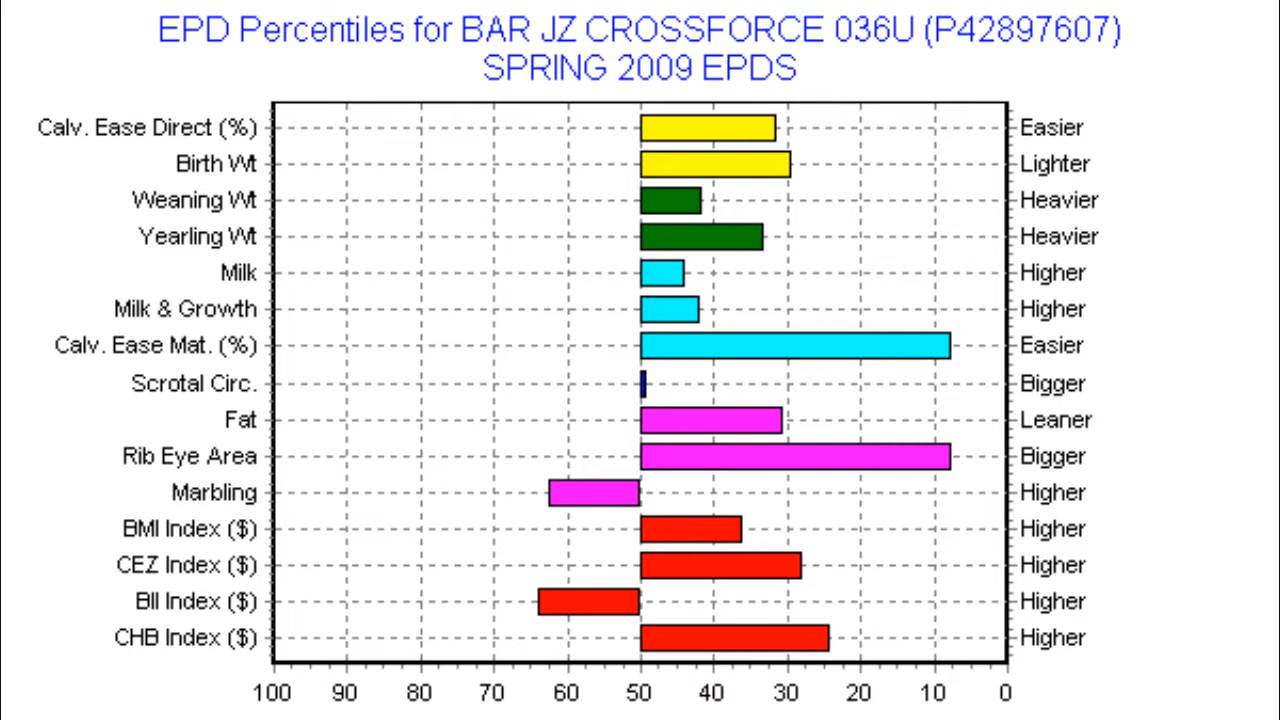 EPD Percentiles for BAR JZ CROSSFORCE 036U (P42897607)
SPRING 2009 EPDS
Calv. Ease Direct (%) Easier
Birth Wt Lighter
Weaning Wt Heavier
Yearling Wt Heavier
Milk Higher
Milk & Growth Higher
Calv. Ease Mat. (%) Easier
Scrotal Circ. Bigger
Fat Leaner
Rib Eye Area Bigger
Marbling Higher
BMI Index ($) Higher
CEZ Index ($) Higher
BII Index ($) Higher
CHB Index ($) Higher
100 90 80 70 60 50 40 30 20 10 0